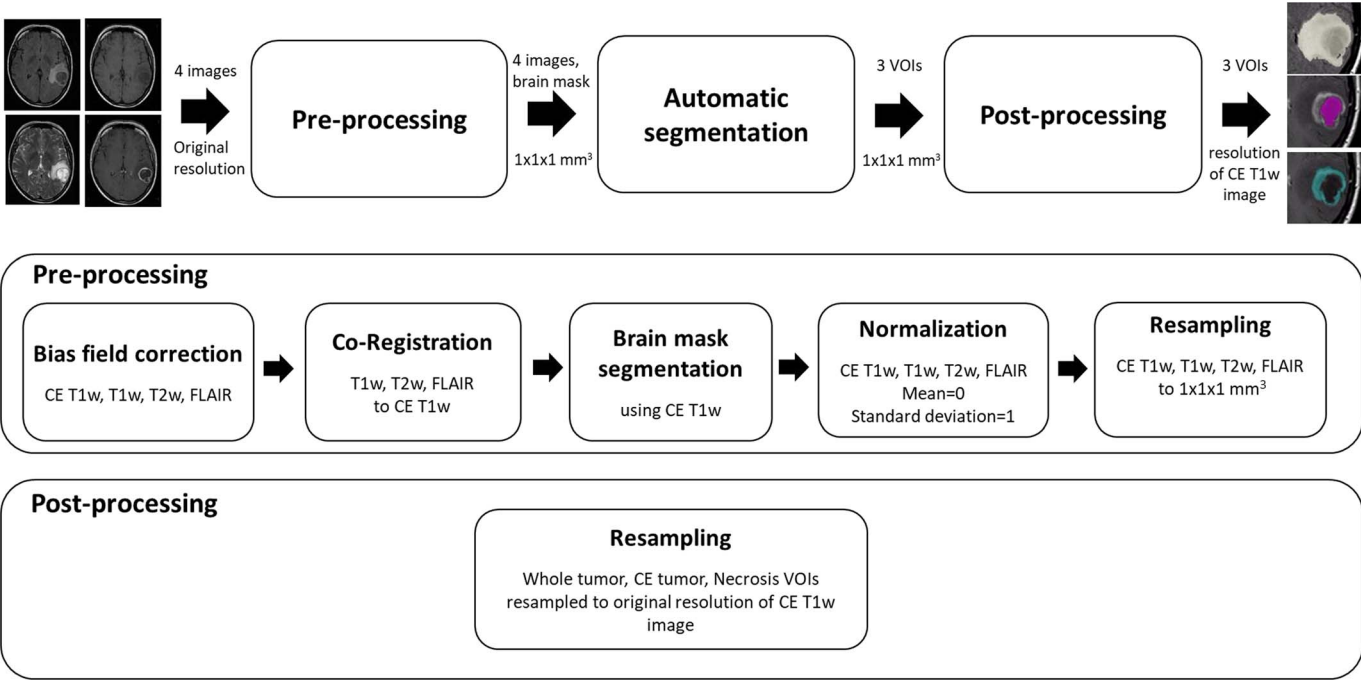 4 images
Original
resolution
Pre-processing
4 images,
brain mask
1x1x1 mm³
Automatic
segmentation
3 VOIs
1x1x1 mm³
Post-processing
3 VOIs
resolution
of CE T1w
image
Pre-processing
Bias field correction
CE T1w, T1w, T2w, FLAIR
Co-Registration
T1w, T2w, FLAIR
to CE T1w
Brain mask
segmentation
using CE T1w
Normalization
CE T1w, T1w, T2w, FLAIR
Mean=0
Standard deviation=1
Resampling
CE T1w, T1w, T2w, FLAIR
to 1x1x1 mm³
Post-processing
Resampling
Whole tumor, CE tumor, Necrosis VOIs
resampled to original resolution of CE T1w
image